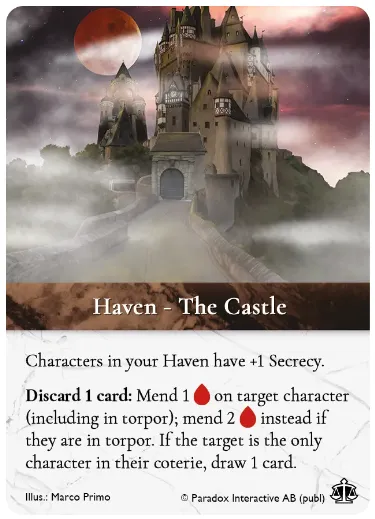 Haven - The Castle
Characters in your Haven have +1 Secrecy.
Discard 1 card: Mend 1 on target character
(including in torpor); mend 2 instead if
they are in torpor. If the target is the only
character in their coterie, draw 1 card.
Illus.: Marco Primo © Paradox Interactive AB (publ)